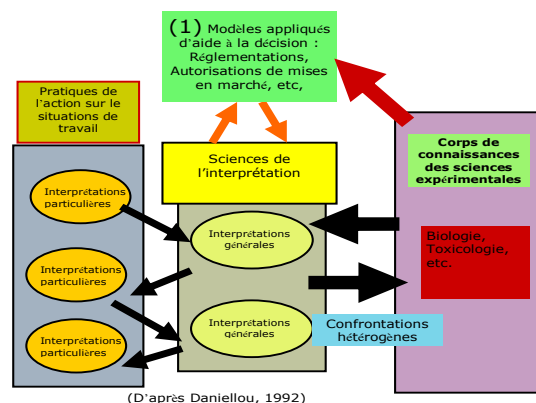 (1) Modèles appliqués
d'aide à la décision :
Réglementations,
Autorisations de mises
en marché, etc,
Pratiques de
l'action sur le
situations de
travail
Sciences de
l'interprétation
Corps de
connaissances
des sciences
expérimentales
Interprétations
particulières
Interprétations
particulières
Interprétations
particulières
Interprétations
générales
Interprétations
générales
Biologie,
Toxicologie,
etc.
Confrontations
hétérogènes
(D'après Daniellou, 1992)